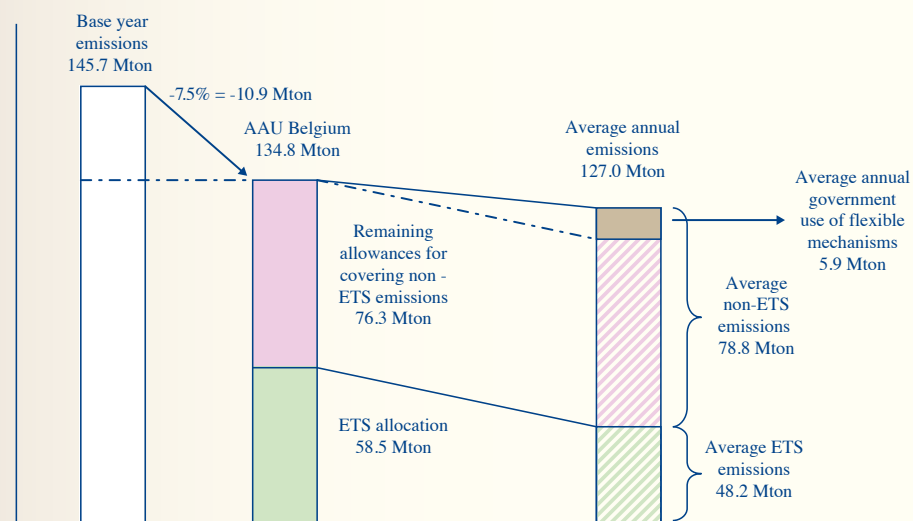 Base year
emissions
145.7 Mton
-7.5% = -10.9 Mton
AAU Belgium
134.8 Mton
Average annual
emissions
127.0 Mton
Average annual
government
use of flexible
mechanisms
5.9 Mton
Remaining
allowances for
covering non -
ETS emissions
76.3 Mton
Average
non-ETS
emissions
78.8 Mton
ETS allocation
58.5 Mton
Average ETS
emissions
48.2 Mton